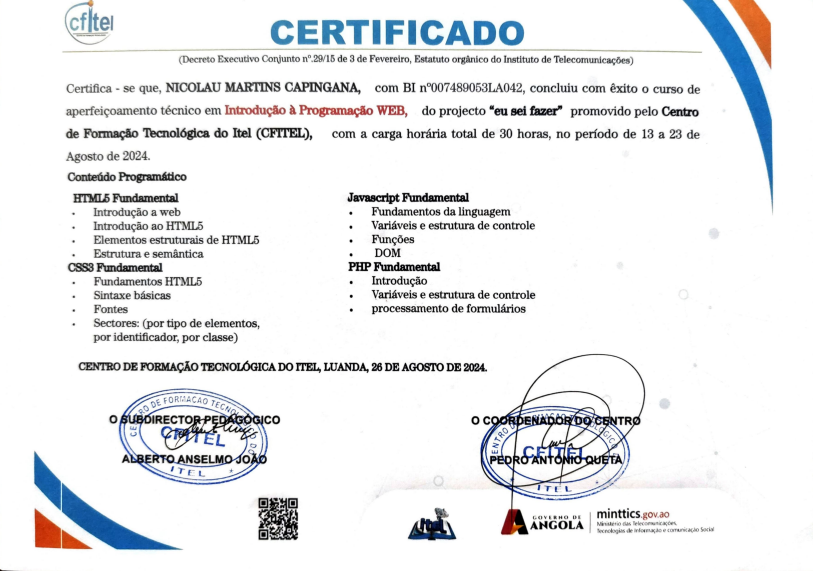 cfitel
CERTIFICADO
(Decreto Executivo Conjunto nº.29/15 de 3 de Fevereiro, Estatuto orgânico do Instituto de Telecomunicações)
Certifica - se que, NICOLAU MARTINS CAPINGANA, com BI nº007489053LA042, concluiu com êxito o curso de
aperfeiçoamento técnico em Introdução à Programação WEB, do projecto "eu sei fazer" promovido pelo Centro
de Formação Tecnológica do Itel (CFITEL), com a carga horária total de 30 horas, no período de 13 a 23 de
Agosto de 2024.
Conteúdo Programático
HTML5 Fundamental
• Introdução a web
• Introdução ao HTML5
• Elementos estruturais de HTML5
• Estrutura e semântica
CSS3 Fundamental
• Fundamentos HTML5
• Sintaxe básicas
• Fontes
• Sectores: (por tipo de elementos,
por identificador, por classe)
Javascript Fundamental
• Fundamentos da linguagem
• Variáveis e estrutura de controle
• Funções
• DOM
PHP Fundamental
• Introdução
• Variáveis e estrutura de controle
• processamento de formulários
CENTRO DE FORMAÇÃO TECNOLÓGICA DO ITEL, LUANDA, 26 DE AGOSTO DE 2024.
O SUBDIRECTOR PEDAGÓGICO
CFITEL
ALBERTO ANSELMO JOÃO
ITEL
O COORDENADOR DO CENTRO
CFITEL
PEDRO ANTÓNIO QUETA
ITEL
itel
GOVERNO DE
ANGOLA
minttics.gov.ao
Ministério das Telecomunicações,
Tecnologias de Informação e Comunicação Social